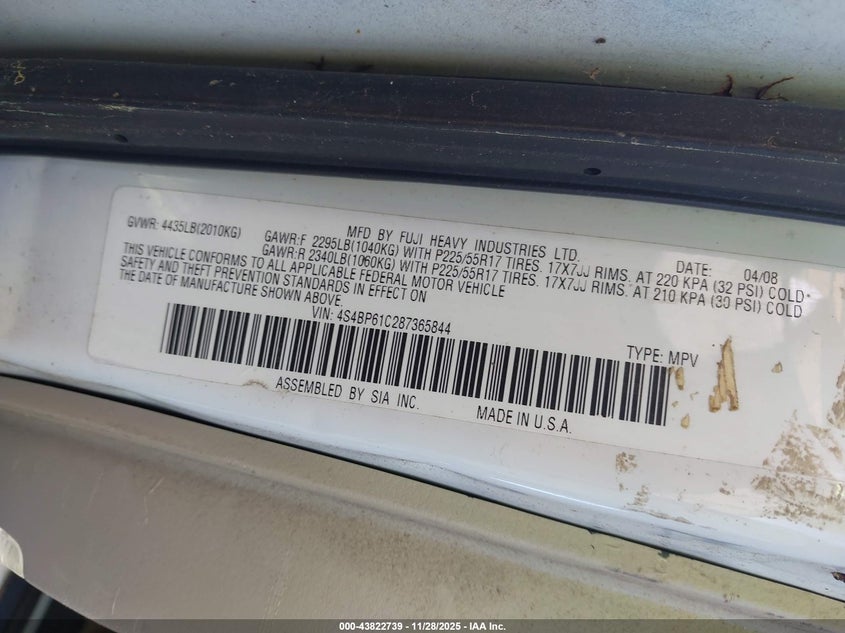 GVWR: 4435LB(2010KG)
MFD BY FUJI HEAVY INDUSTRIES LTD.
DATE: 04/08
GAWR:F 2295LB(1040KG) WITH P225/55R17 TIRES. 17X7JJ RIMS. AT 220 KPA (32 PSI) COLD*
GAWR:R 2340LB(1060KG) WITH P225/55R17 TIRES. 17X7JJ RIMS. AT 210 KPA (30 PSI) COLD
THIS VEHICLE CONFORMS TO ALL APPLICABLE FEDERAL MOTOR VEHICLE
SAFETY AND THEFT PREVENTION STANDARDS IN EFFECT ON
THE DATE OF MANUFACTURE SHOWN ABOVE.
VIN: 4S4BP61C287365844
TYPE: MPV
ASSEMBLED BY SIA INC.
MADE IN U.S.A.
000-43822739 - 11/28/2025 - IAA Inc.